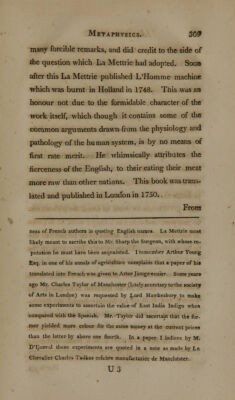 METAPHYSICS. 309
many forcible remarks, and did credit to the side of
the question which La Mettrie had adopted. Soon
after this La Mettrie published L'Homme machine
which was burnt in Holland in 1748. This was an
honour not due to the formidable character of the
work itself, which though it contains some of the
common arguments drawn from the physiology and
pathology of the human system, is by no means of
first rate merit. He whimsically attributes the
fierceness of the English, to their eating their meat
more raw than other nations. This book was trans-
lated and published in London in 1750.
From
ness of French authors in quoting English names. La Mettrie most
likely meant to ascribe this to Mr. Sharp the Surgeon, with whose re-
putation he must have been acquainted. I remember Arthur Young
Esq. in one of his annals of agriculture complains that a paper of his
translated into French was given to Artor Jionge ecuier. Some years
ago Mr. Charles Taylor of Manchester (lately secretary to the society
of Arts in London) was requested by Lord Hawkesbury to make
some experiments to ascertain the value of East India Indigo when
compared with the Spanish. Mr. Taylor did ascertain that the for-
mer yielded more colour for the same money at the current prices
than the latter by above one fourth. In a paper I indigos by M.
D'Ijonval these experiments are quoted in a note as made by Le
Chevalier Charles Tadkos celebre manufacturier de Manchester.
U 3